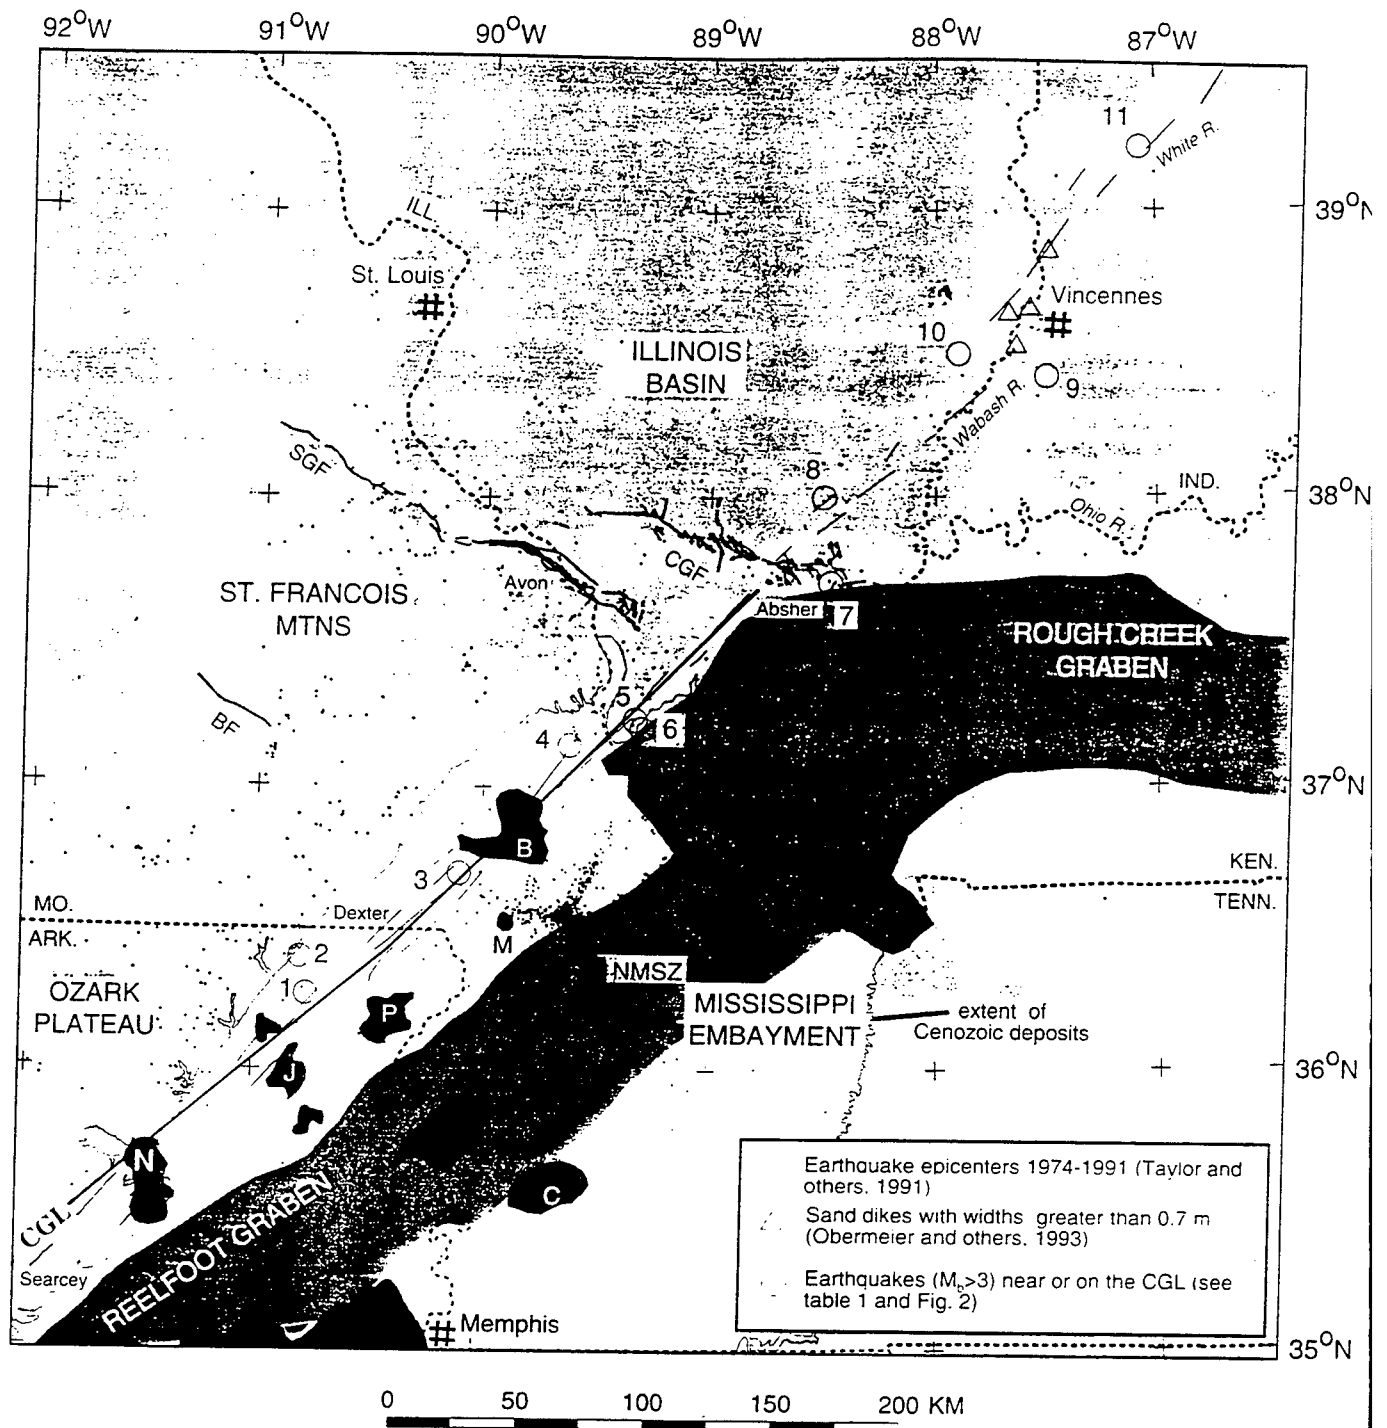 92°W 91°W 90°W 89°W 88°W 87°W
11
White R.
39°N
ILL.
St. Louis
Vincennes
10
ILLINOIS
BASIN
9
Wabash R.
SGF
8
IND.
38°N
Ohio R.
CGF
Avon
ST. FRANCOIS
MTNS
Absher
7
ROUGH CREEK
GRABEN
5
BF
4
6
37°N
B
3
KEN.
TENN.
MO.
Dexter
ARK.
M
2
NMSZ
1
OZARK
PLATEAU
P
MISSISSIPPI
EMBAYMENT
extent of
Cenozoic deposits
J
36°N
N
C
CGL
REELFOOT GRABEN
Searcey
Memphis
Earthquake epicenters 1974-1991 (Taylor and
others. 1991)
Sand dikes with widths greater than 0.7 m
(Obermeier and others. 1993)
Earthquakes (Mb>3) near or on the CGL (see
table 1 and Fig. 2)
35°N
0 50 100 150 200 KM